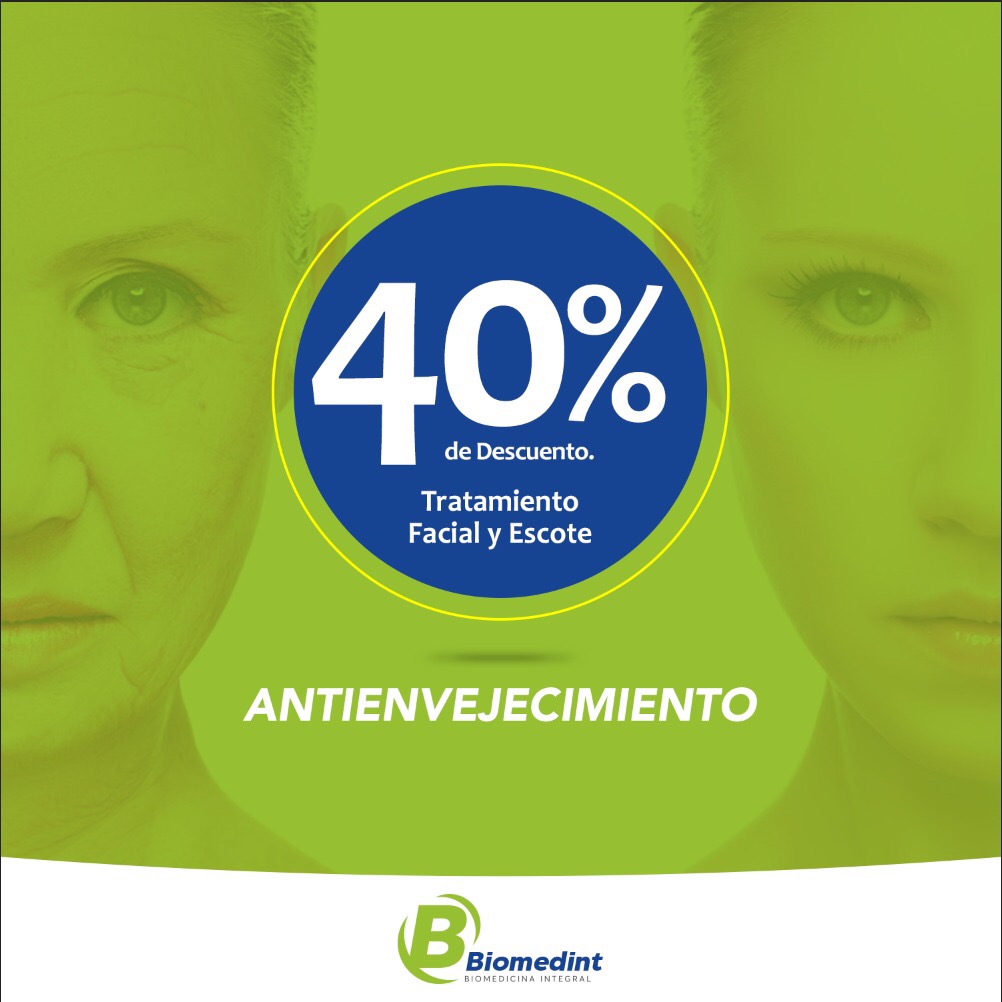 40%
de Descuento.
Tratamiento
Facial y Escote
ANTIENVEJECIMIENTO
B
Biomedint
BIOMEDICINA INTEGRAL